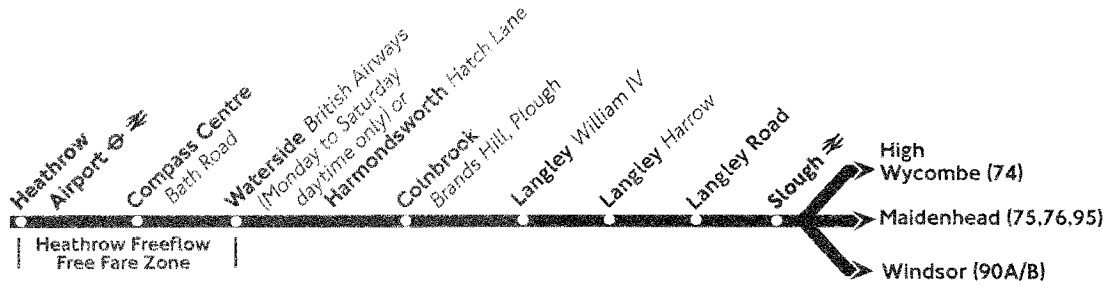 Heathrow
Airport
Compass Centre
Bath Road
Waterside British Airways
(Monday to Saturday
daytime only) or
Harmondsworth Hatch Lane
Colnbrook
Brands Hill, Plough
Langley William IV
Langley Harrow
Langley Road
Slough
High
Wycombe (74)
Maidenhead (75,76,95)
Windsor (90A/B)
Heathrow Freeflow
Free Fare Zone